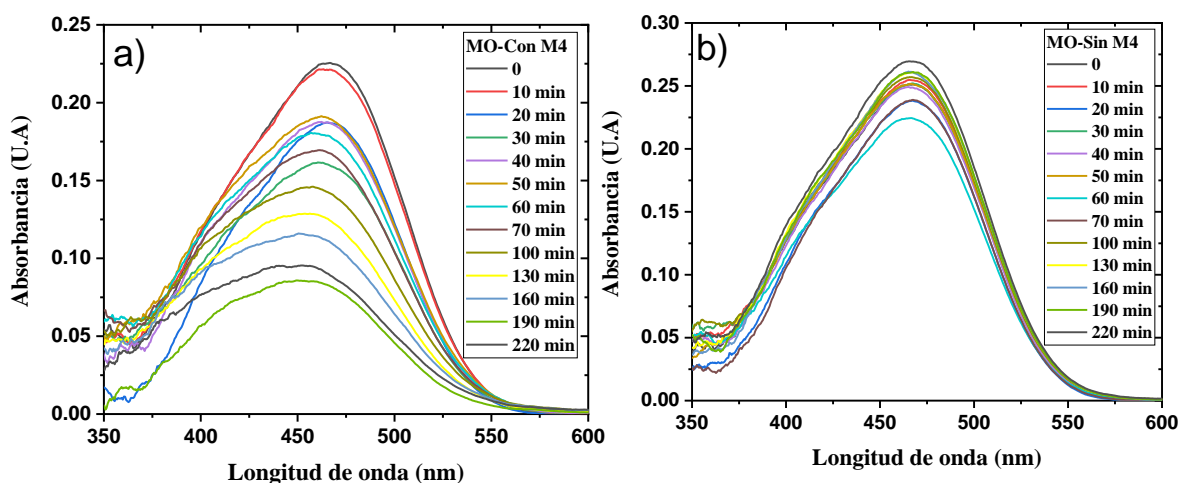 a)
MO-Con M4
0
10 min
20 min
30 min
40 min
50 min
60 min
70 min
100 min
130 min
160 min
190 min
220 min
0.25
0.20
0.15
0.10
0.05
0.00
Absorbancia (U.A)
350 400 450 500 550 600
Longitud de onda (nm)
b)
MO-Sin M4
0
10 min
20 min
30 min
40 min
50 min
60 min
70 min
100 min
130 min
160 min
190 min
220 min
0.30
0.25
0.20
0.15
0.10
0.05
0.00
Absorbancia (U.A)
350 400 450 500 550 600
Longitud de onda (nm)